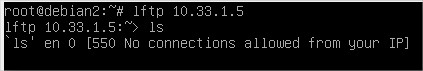 root@debian2:~# lftp 10.33.1.5
lftp 10.33.1.5:~> ls
`ls' en 0 [550 No connections allowed from your IP]